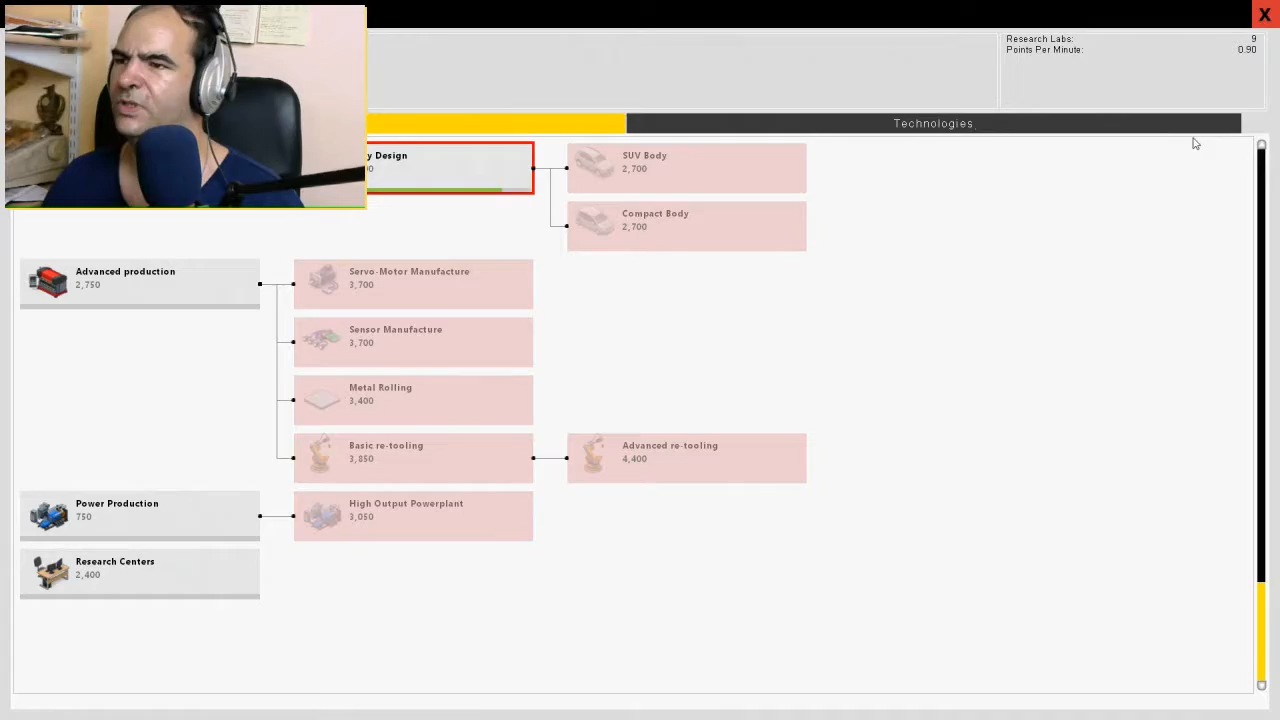 X
Research Labs: 9
Points Per Minute: 0.90
Technologies
Design
SUV Body
2,700
Compact Body
2,700
Advanced production
2,750
Servo-Motor Manufacture
3,700
Sensor Manufacture
3,700
Metal Rolling
3,400
Basic re-tooling
3,850
Advanced re-tooling
4,400
Power Production
750
High Output Powerplant
3,050
Research Centers
2,400